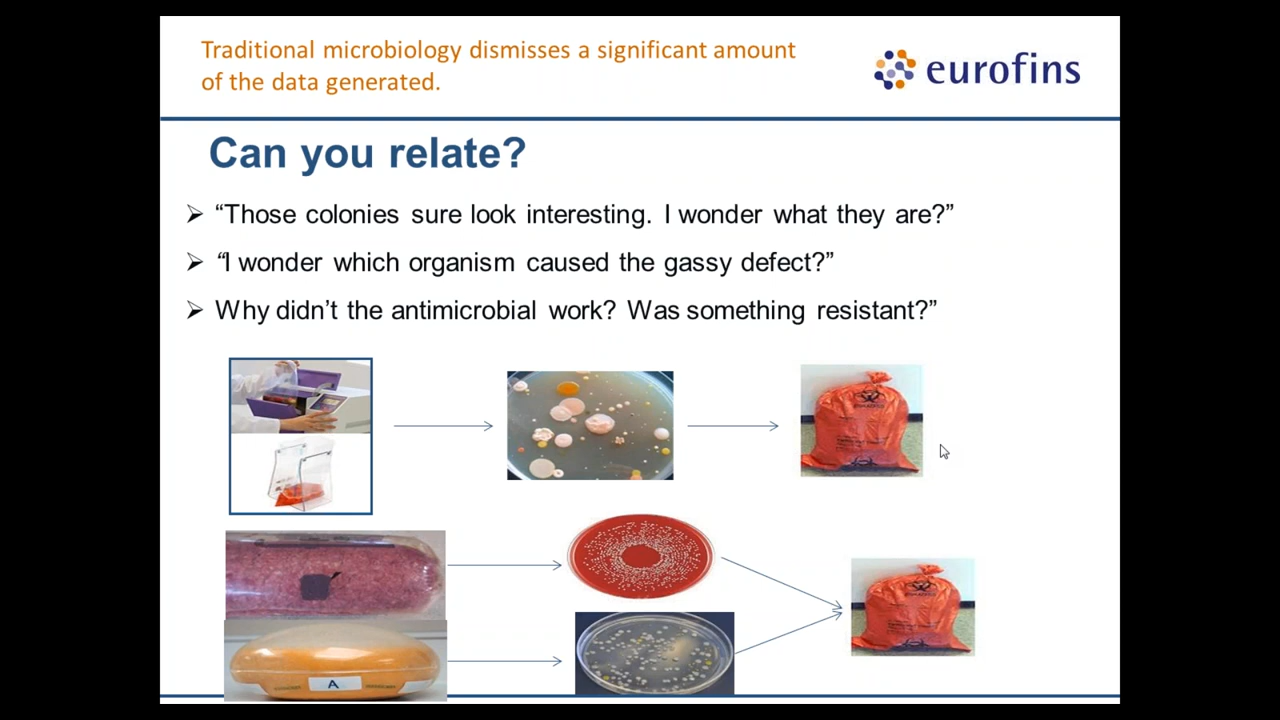 Traditional microbiology dismisses a significant amount
of the data generated.
eurofins
Can you relate?
“Those colonies sure look interesting. I wonder what they are?”
“I wonder which organism caused the gassy defect?”
Why didn’t the antimicrobial work? Was something resistant?”
A